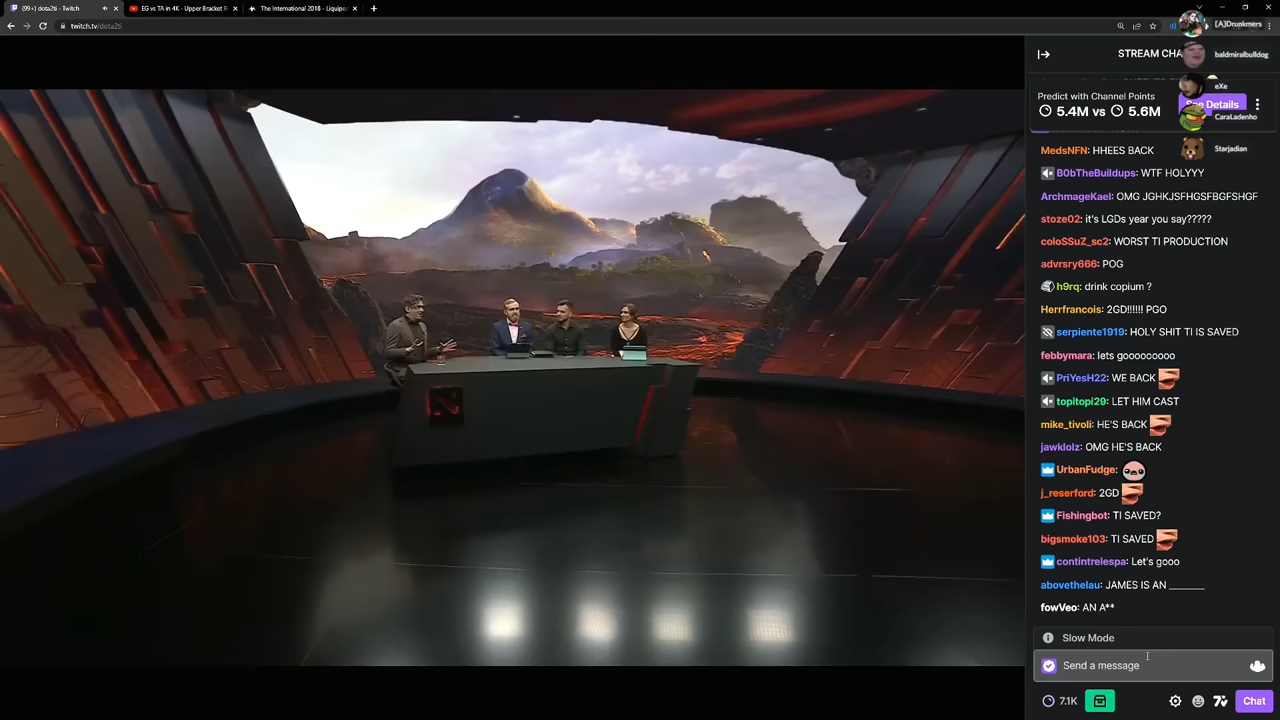 (99+) dota2ti - Twitch
EG vs TA in 4K - Upper Bracket R
The International 2018 - Liquipe
twitch.tv/dota2ti
[A]Drunkmers
STREAM CHA
baldmiralbulldog
eXe
Predict with Channel Points
5.4M vs 5.6M
See Details
CaraLadenho
MedsNFN: HHEES BACK
Starjadian
B0bTheBuildups: WTF HOLYYY
ArchmageKael: OMG JGHKJSFHGSFBGFSHGF
stoze02: it's LGDs year you say?????
coloSSuZ_sc2: WORST TI PRODUCTION
advrsry666: POG
h9rq: drink copium ?
Herrfrancois: 2GD!!!!!! PGO
serpiente1919: HOLY SHIT TI IS SAVED
febbymara: lets gooooooooo
PriYesH22: WE BACK
topitopi29: LET HIM CAST
mike_tivoli: HE'S BACK
jawklolz: OMG HE'S BACK
UrbanFudge:
j_reserford: 2GD
Fishingbot: TI SAVED?
bigsmoke103: TI SAVED
contintreiespa: Let's gooo
abovethelau: JAMES IS AN _______
fowVeo: AN A**
Slow Mode
Send a message
7.1K
Chat